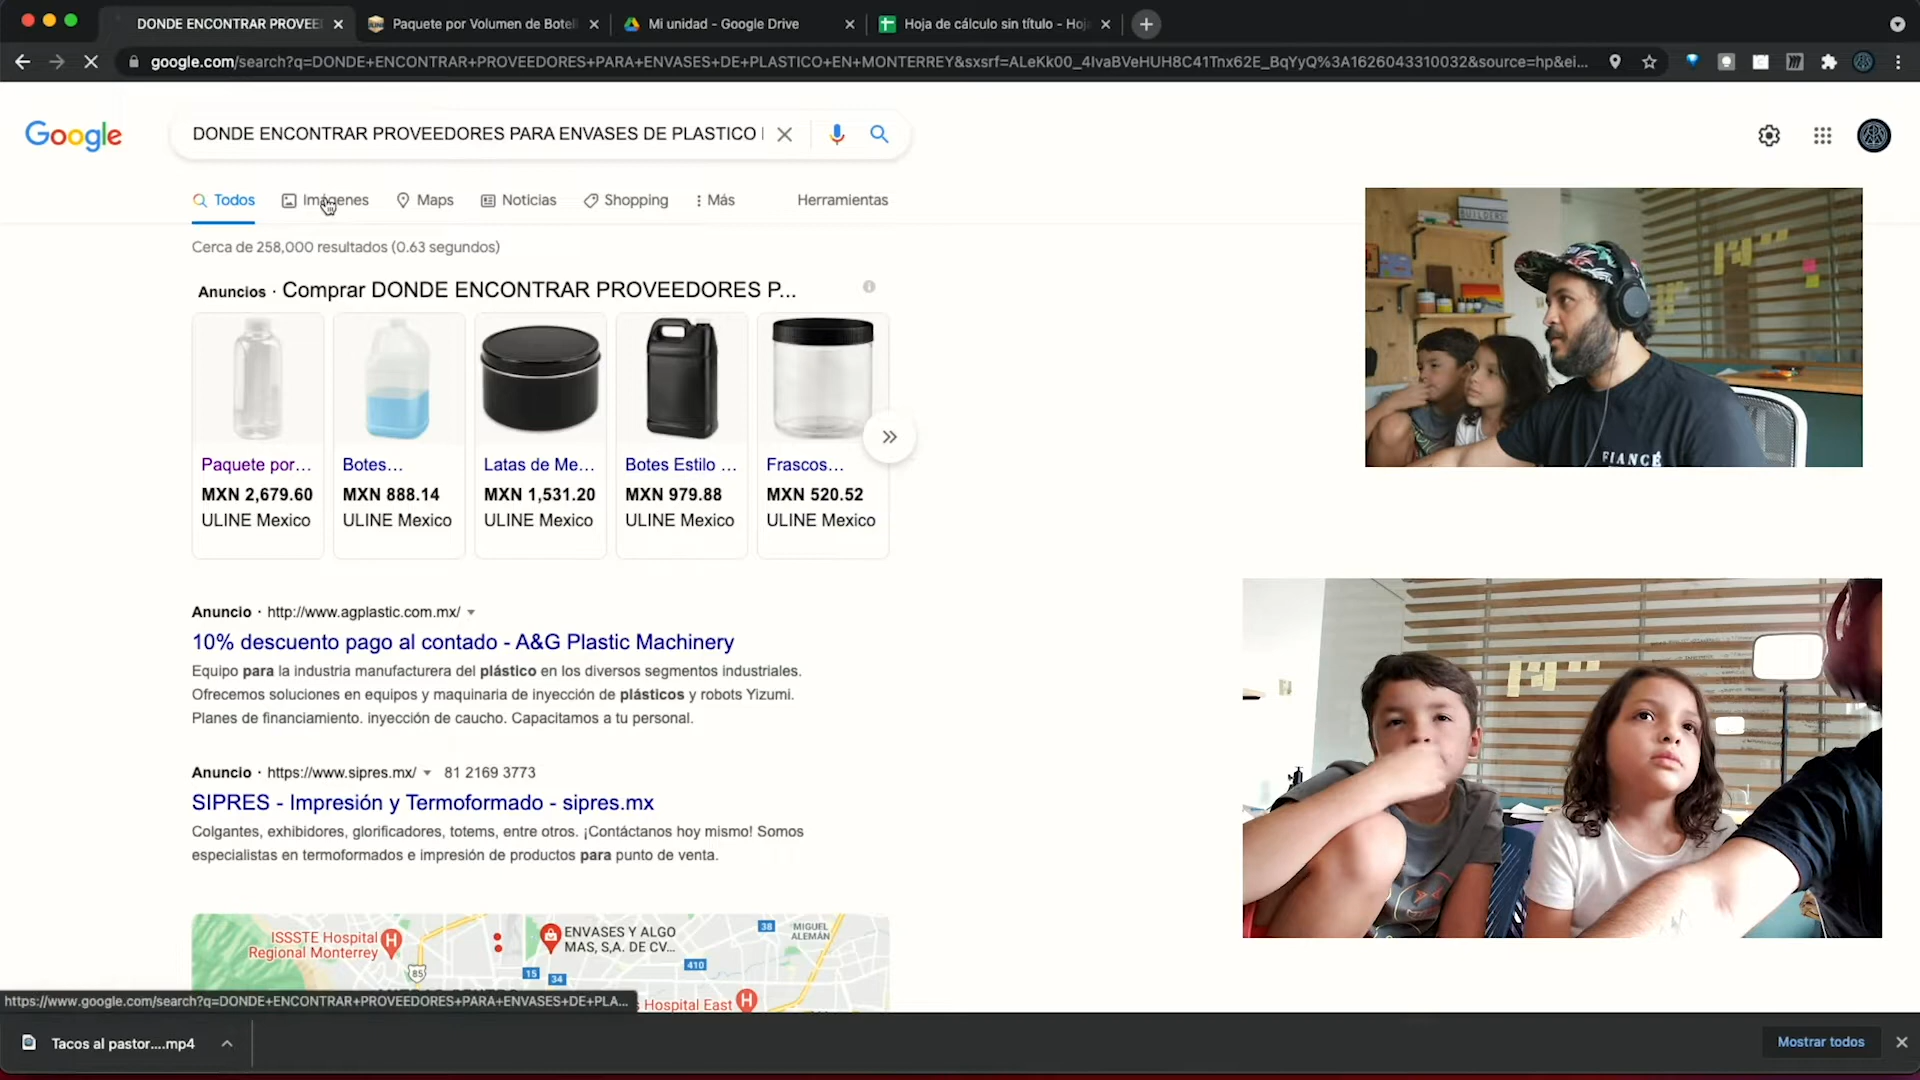 DONDE ENCONTRAR PROVEE
Paquete por Volumen de Botel
Mi unidad - Google Drive
Hoja de cálculo sin título - Hoj
google.com/search?q=DONDE+ENCONTRAR+PROVEEDORES+PARA+ENVASES+DE+PLASTICO+EN+MONTERREY&sxsrf=ALeKk00_4IvaBVeHUH8C41Tnx62E_BqYyQ%3A1626043310032&source=hp&ei...
Google
DONDE ENCONTRAR PROVEEDORES PARA ENVASES DE PLASTICO
Todos
Imágenes
Maps
Noticias
Shopping
Más
Herramientas
Cerca de 258,000 resultados (0.63 segundos)
Anuncios · Comprar DONDE ENCONTRAR PROVEEDORES P...
Paquete por...
MXN 2,679.60
ULINE Mexico
Botes...
MXN 888.14
ULINE Mexico
Latas de Me...
MXN 1,531.20
ULINE Mexico
Botes Estilo ...
MXN 979.88
ULINE Mexico
Frascos...
MXN 520.52
ULINE Mexico
Anuncio · http://www.agplastic.com.mx/
10% descuento pago al contado - A&G Plastic Machinery
Equipo para la industria manufacturera del plástico en los diversos segmentos industriales.
Ofrecemos soluciones en equipos y maquinaria de inyección de plásticos y robots Yizumi.
Planes de financiamiento. inyección de caucho. Capacitamos a tu personal.
Anuncio · https://www.sipres.mx/ 81 2169 3773
SIPRES - Impresión y Termoformado - sipres.mx
Colgantes, exhibidores, glorificadores, totems, entre otros. ¡Contáctanos hoy mismo! Somos
especialistas en termoformados e impresión de productos para punto de venta.
ISSSTE Hospital
Regional Monterrey
ENVASES Y ALGO
MAS, S,A. DE CV...
38
MIGUEL
ALEMÁN
85
15
34
410
Hospital East
https://www.google.com/search?q=DONDE+ENCONTRAR+PROVEEDORES+PARA+ENVASES+DE+PLA...
Tacos al pastor....mp4
Mostrar todos
BUILDERS
FIANCÉ